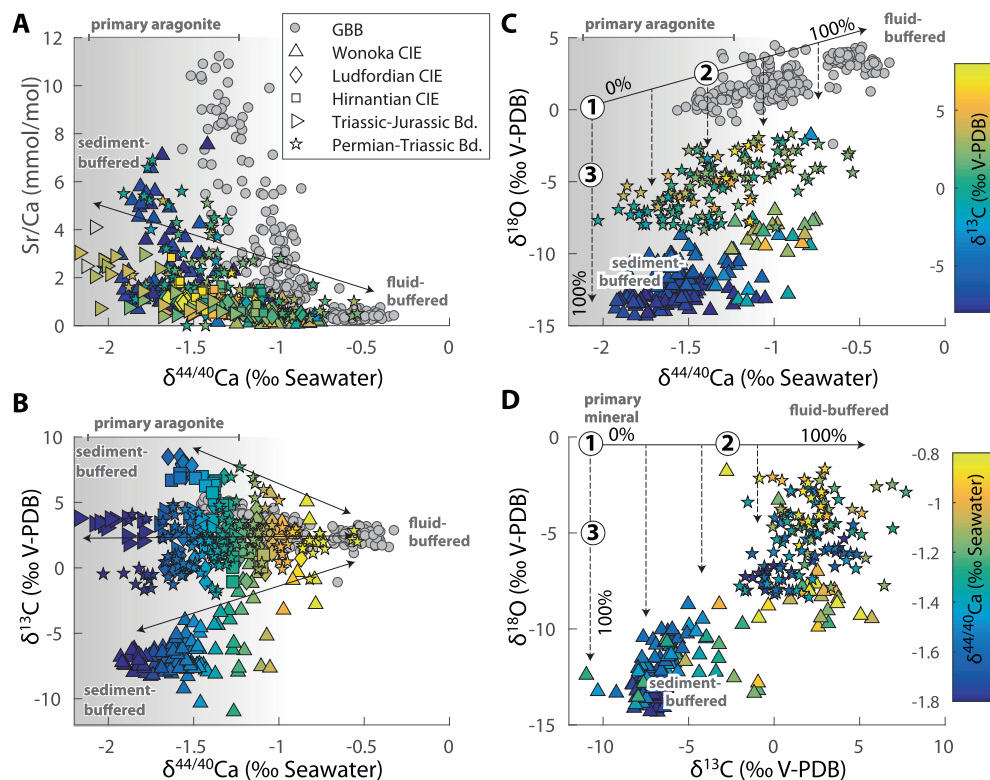 A
primary aragonite
12
10
8
6
4
2
0
Sr/Ca (mmol/mol)
sediment-
buffered
fluid-
buffered
-2
-1.5
-1
-0.5
0
δ44/40Ca (‰ Seawater)
GBB
Wonoka CIE
Ludfordian CIE
Hirnantian CIE
Triassic-Jurassic Bd.
Permian-Triassic Bd.
C
primary aragonite
100%
fluid-
buffered
5
0
-5
-10
-15
δ18O (‰ V-PDB)
0%
1
2
3
sediment-
buffered
100%
-2
-1.5
-1
-0.5
0
δ44/40Ca (‰ Seawater)
5
0
-5
δ13C (‰ V-PDB)
B
primary aragonite
10
5
0
-5
-10
δ13C (‰ V-PDB)
sediment-
buffered
fluid-
buffered
sediment-
buffered
-2
-1.5
-1
-0.5
0
δ44/40Ca (‰ Seawater)
D
primary
mineral
fluid-buffered
0
-5
-10
-15
δ18O (‰ V-PDB)
1
0%
2
100%
3
100%
sediment-
buffered
-10
-5
0
5
10
δ13C (‰ V-PDB)
-0.8
-1
-1.2
-1.4
-1.6
-1.8
δ44/40Ca (‰ Seawater)